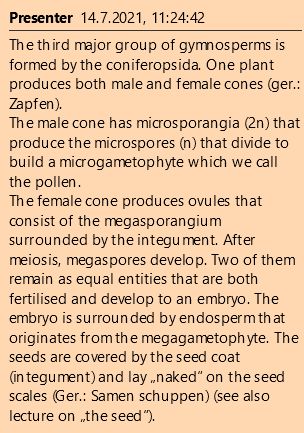 Presenter 14.7.2021, 11:24:42
The third major group of gymnosperms is
formed by the coniferopsida. One plant
produces both male and female cones (ger.:
Zapfen).
The male cone has microsporangia (2n) that
produce the microspores (n) that divide to
build a microgametophyte which we call
the pollen.
The female cone produces ovules that
consist of the megasporangium
surrounded by the integument. After
meiosis, megaspores develop. Two of them
remain as equal entities that are both
fertilised and develop to an embryo. The
embryo is surrounded by endosperm that
originates from the megagametophyte. The
seeds are covered by the seed coat
(integument) and lay „naked“ on the seed
scales (Ger.: Samen schuppen) (see also
lecture on „the seed“).